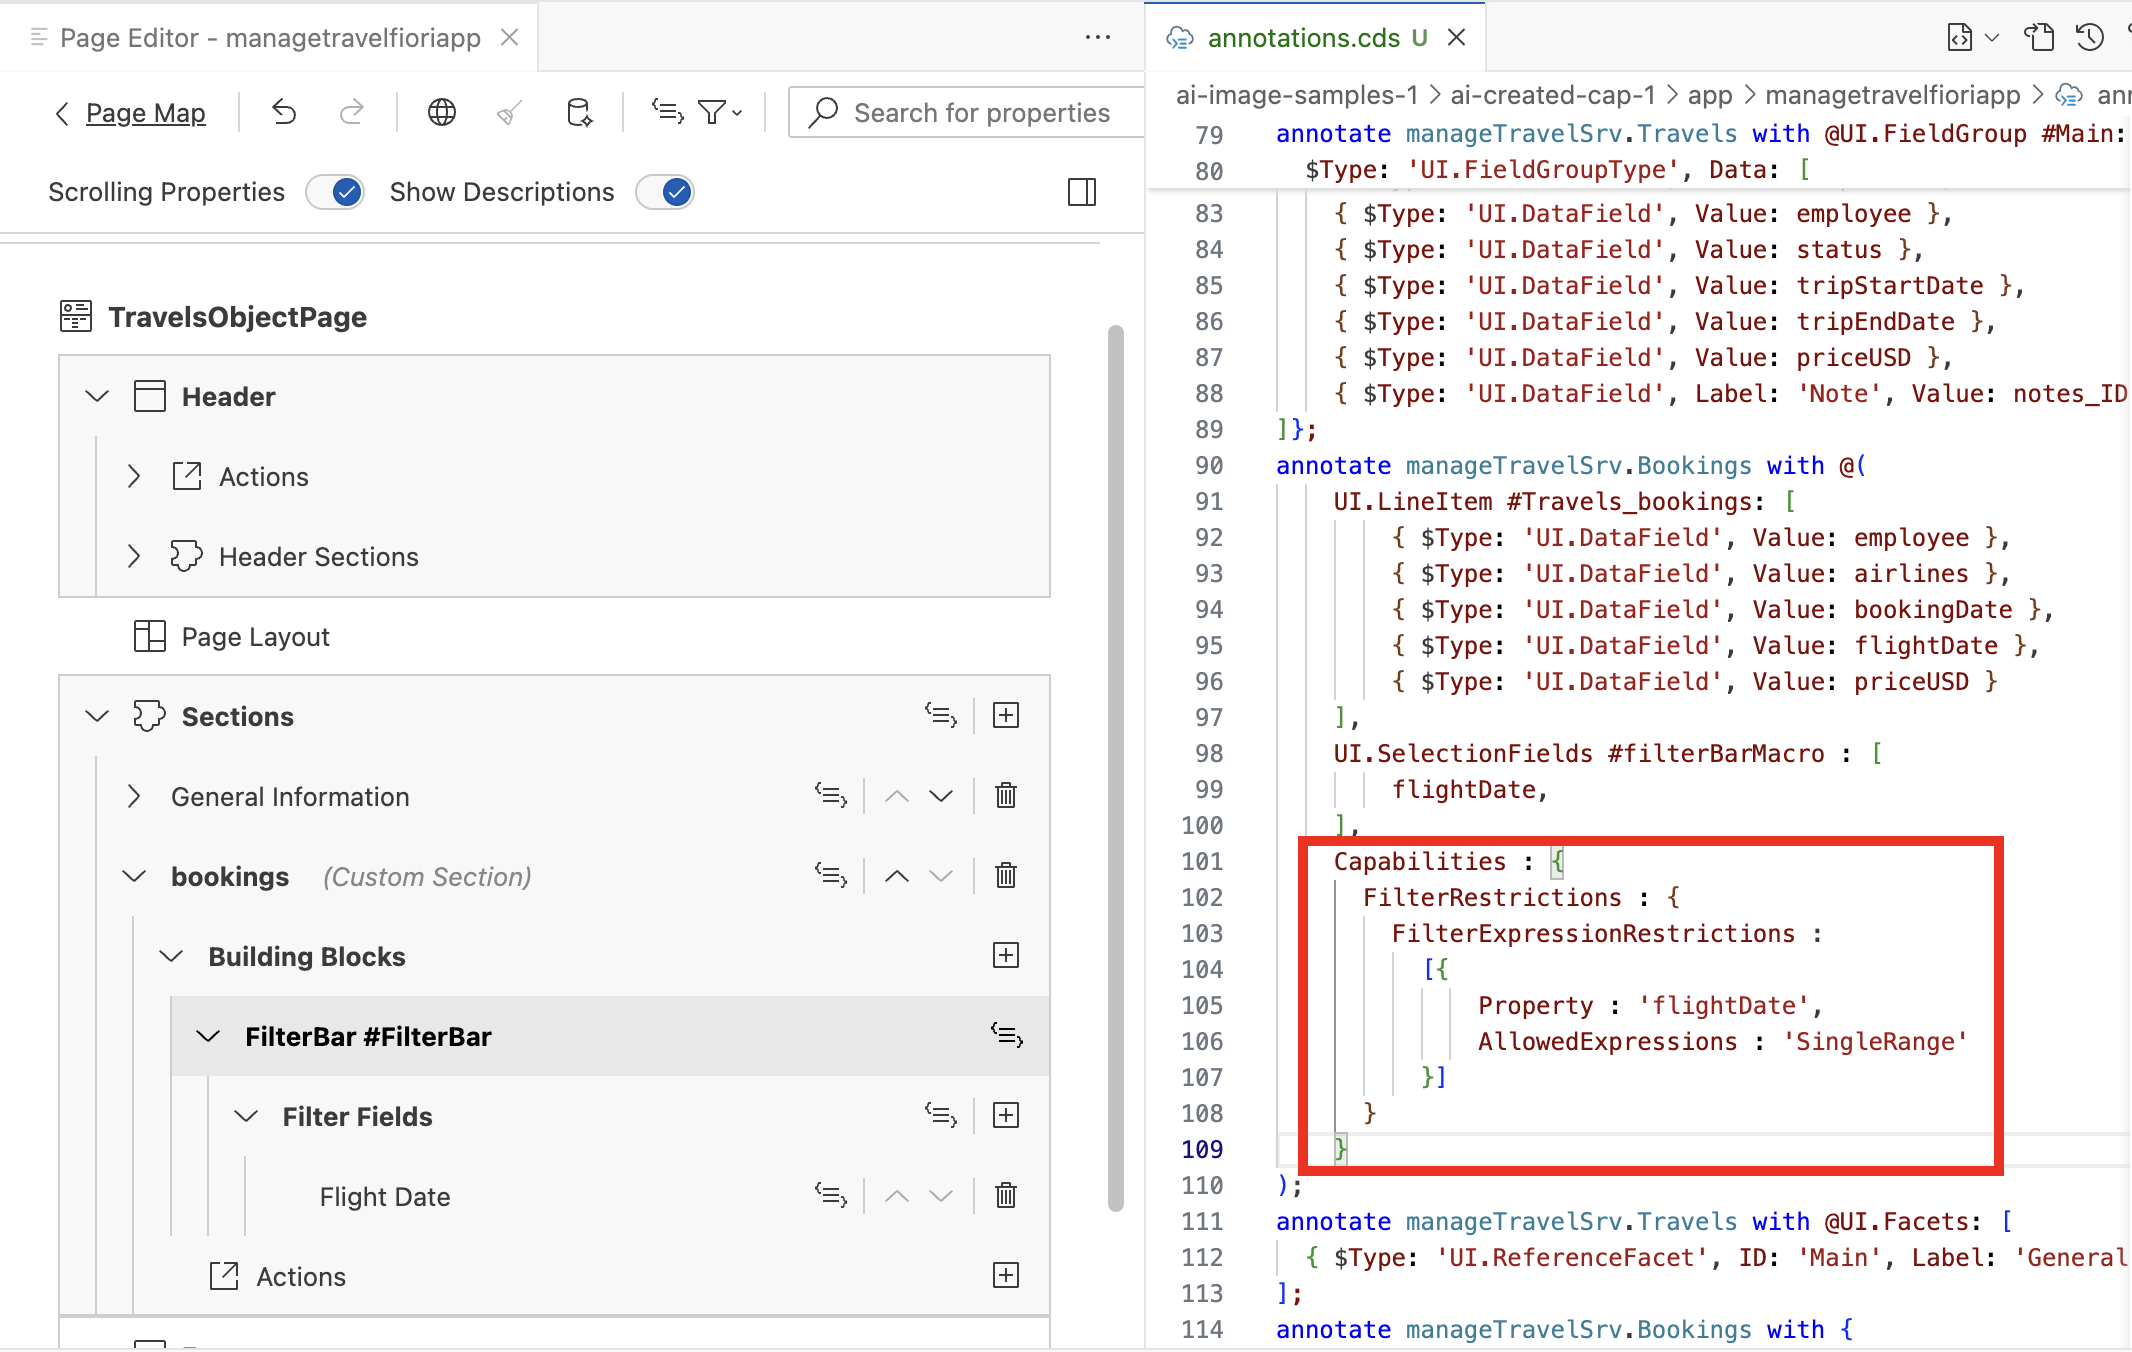 Page Editor - managetravelfioriapp
Page Map
Search for properties
Scrolling Properties
Show Descriptions
TravelsObjectPage
Header
Actions
Header Sections
Page Layout
Sections
General Information
bookings (Custom Section)
Building Blocks
FilterBar #FilterBar
Filter Fields
Flight Date
Actions
annotations.cds U
ai-image-samples-1 > ai-created-cap-1 > app > managetravelfioriapp >
79 annotate manageTravelSrv.Travels with @UI.FieldGroup #Main:
80 $Type: 'UI.FieldGroupType', Data: [
83 { $Type: 'UI.DataField', Value: employee },
84 { $Type: 'UI.DataField', Value: status },
85 { $Type: 'UI.DataField', Value: tripStartDate },
86 { $Type: 'UI.DataField', Value: tripEndDate },
87 { $Type: 'UI.DataField', Value: priceUSD },
88 { $Type: 'UI.DataField', Label: 'Note', Value: notes_ID
89 ]};
90 annotate manageTravelSrv.Bookings with @(
91 UI.LineItem #Travels_bookings: [
92 { $Type: 'UI.DataField', Value: employee },
93 { $Type: 'UI.DataField', Value: airlines },
94 { $Type: 'UI.DataField', Value: bookingDate },
95 { $Type: 'UI.DataField', Value: flightDate },
96 { $Type: 'UI.DataField', Value: priceUSD }
97 ],
98 UI.SelectionFields #filterBarMacro : [
99 flightDate,
100 ],
101 Capabilities : {
102 FilterRestrictions : {
103 FilterExpressionRestrictions :
104 [{
105 Property : 'flightDate',
106 AllowedExpressions : 'SingleRange'
107 }]
108 }
109 }
110 );
111 annotate manageTravelSrv.Travels with @UI.Facets: [
112 { $Type: 'UI.ReferenceFacet', ID: 'Main', Label: 'General
113 ];
114 annotate manageTravelSrv.Bookings with {